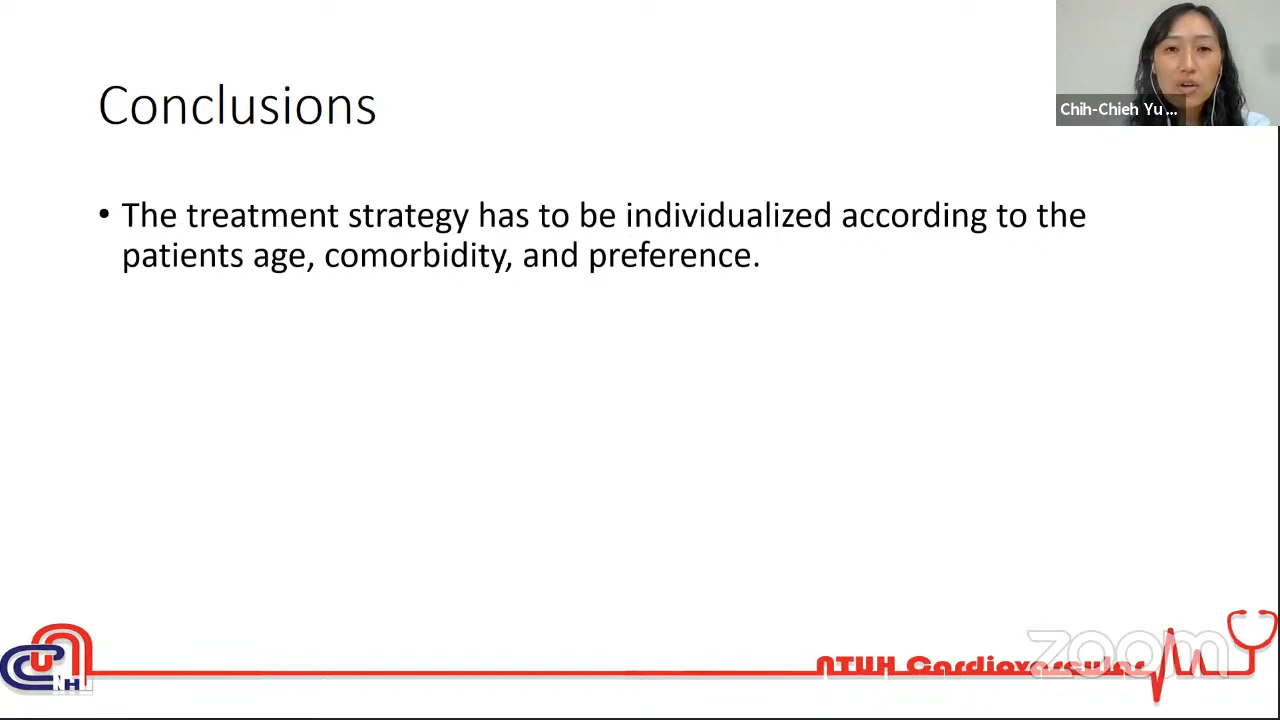 Conclusions
Chih-Chieh Yu ...
• The treatment strategy has to be individualized according to the
patients age, comorbidity, and preference.
NTUH Cardiovascular
zoom